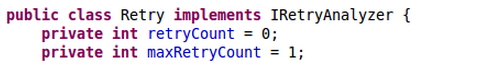 public class Retry implements IRetryAnalyzer {
    private int retryCount = 0;
    private int maxRetryCount = 1;